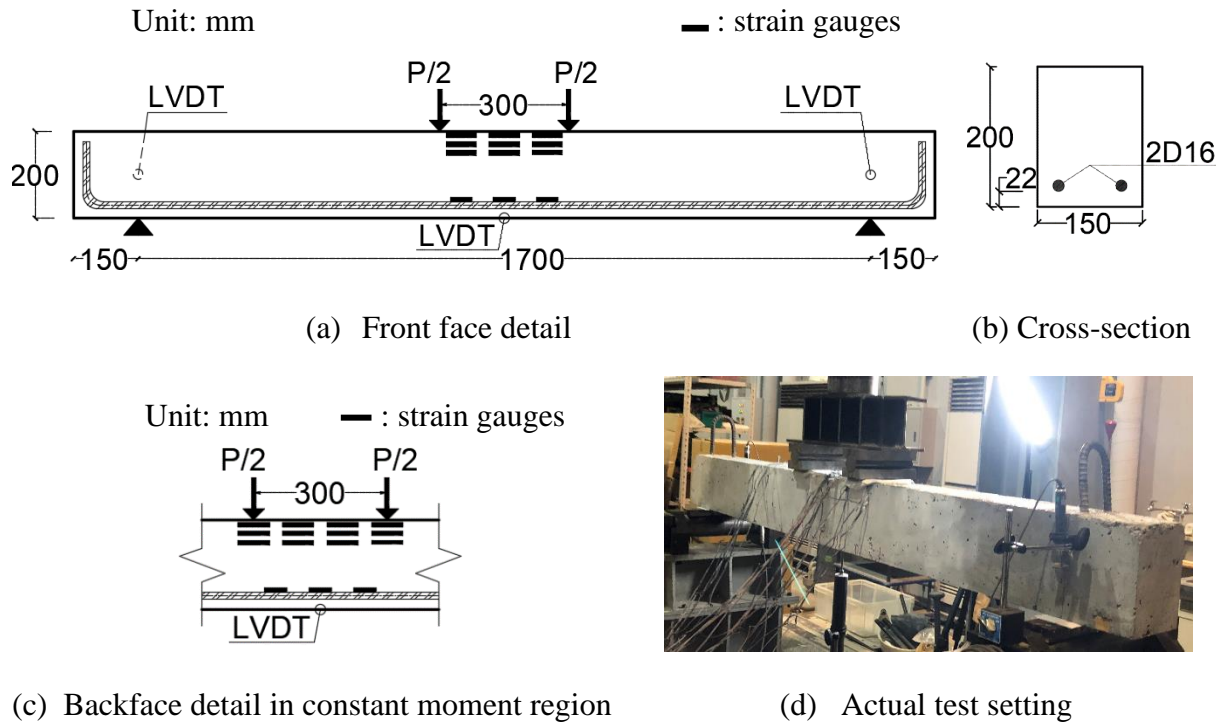 Unit: mm
: strain gauges
P/2
P/2
300
LVDT
LVDT
200
LVDT
150
1700
150
200
22
2D16
150
(a) Front face detail
(b) Cross-section
Unit: mm
: strain gauges
P/2
P/2
300
LVDT
(c) Backface detail in constant moment region
(d) Actual test setting